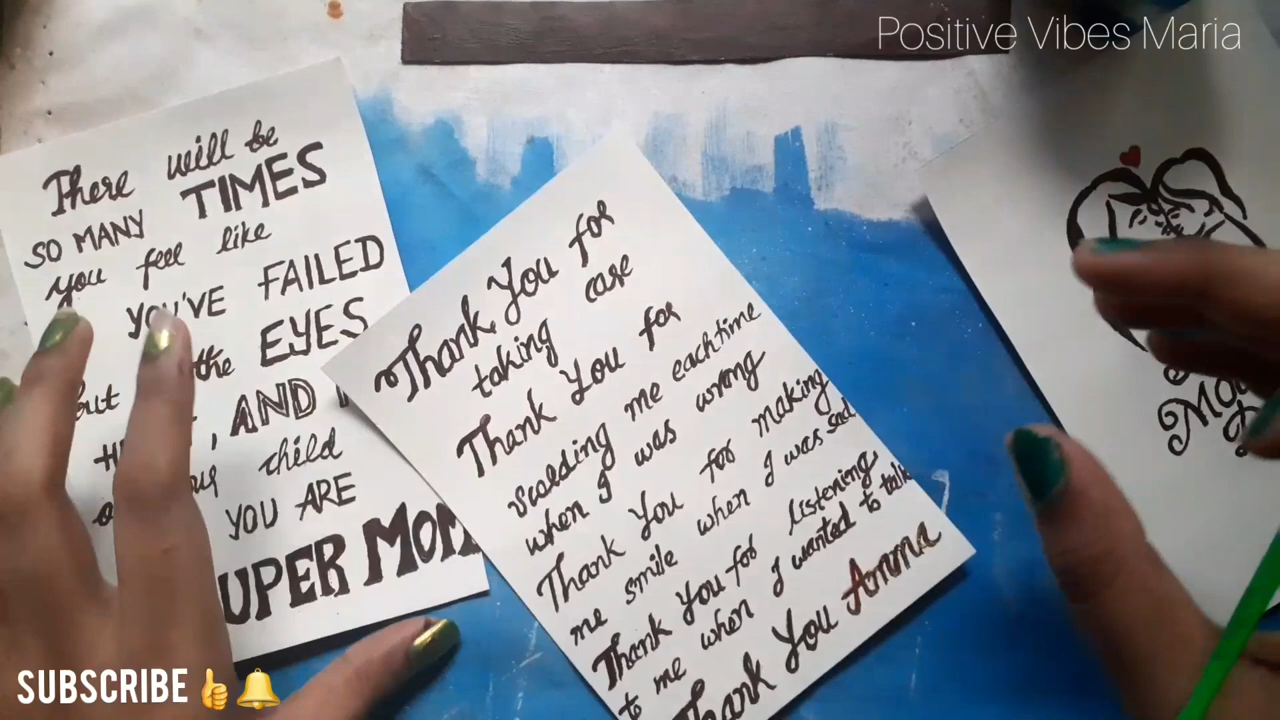 Positive Vibes Maria
There will be
SO MANY TIMES
you feel like
YOU'VE FAILED
but the EYES
, AND
child
YOU ARE
UPER MOM
Thank You for
taking care
Thank You for
scolding me each time
when I was wrong
Thank You for making
me smile when I was sad
Thank You for listening
to me when I wanted to talk
Thank You Amma
SUBSCRIBE